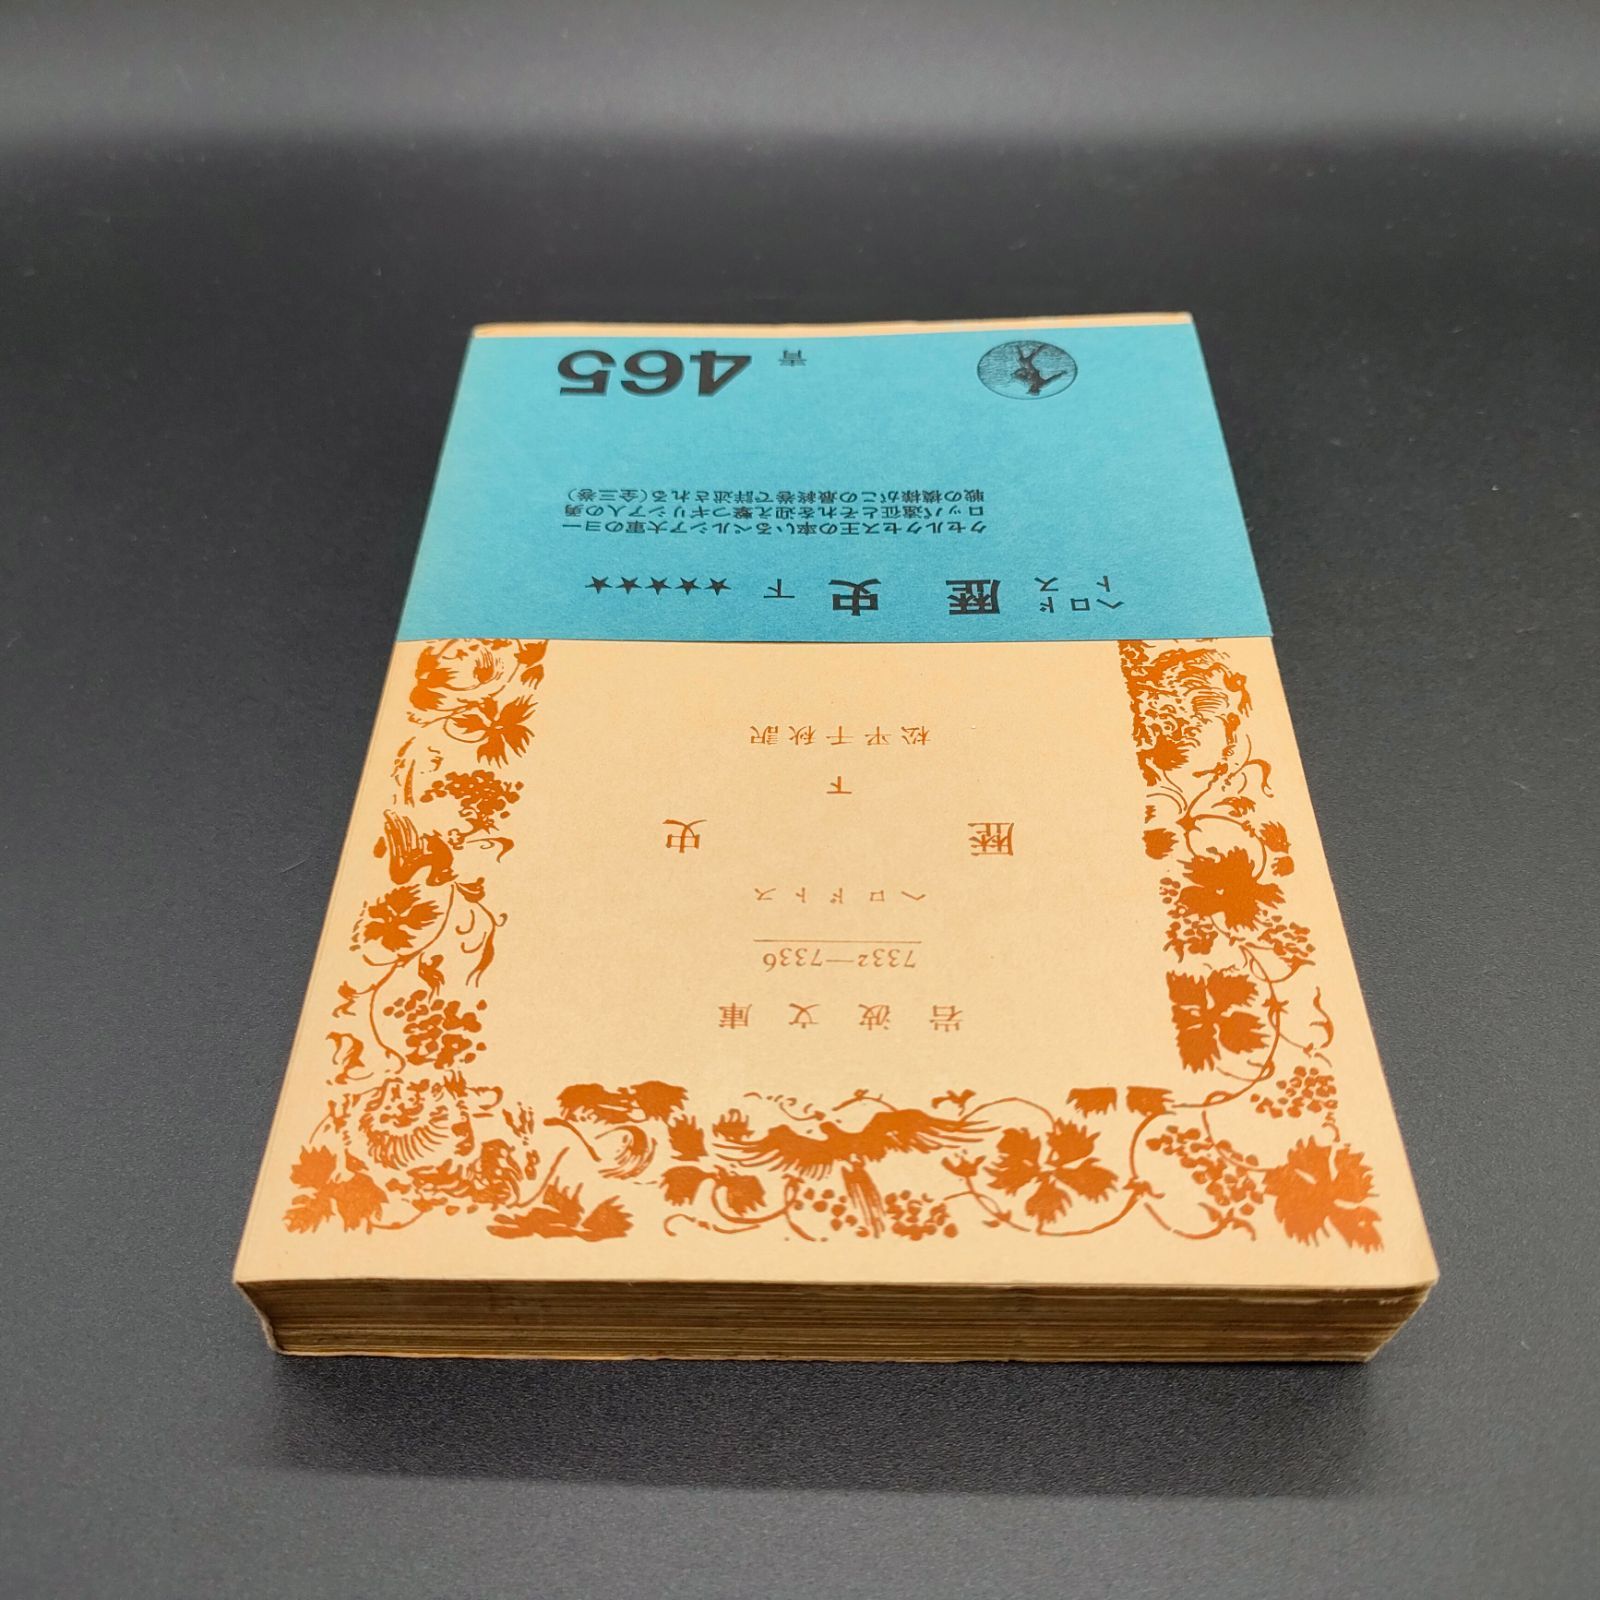 岩波文庫
7332—7336
ヘロドトス
歴史
下
松平千秋訳
ヘロドトス 歴史 下 ★★★★★
クセルクセス王の率いるペルシア大軍のヨー
ロッパ遠征とそれを迎え撃つギリシア人の勇
戦の模様がこの最終巻で詳述される(全三巻)
青 465